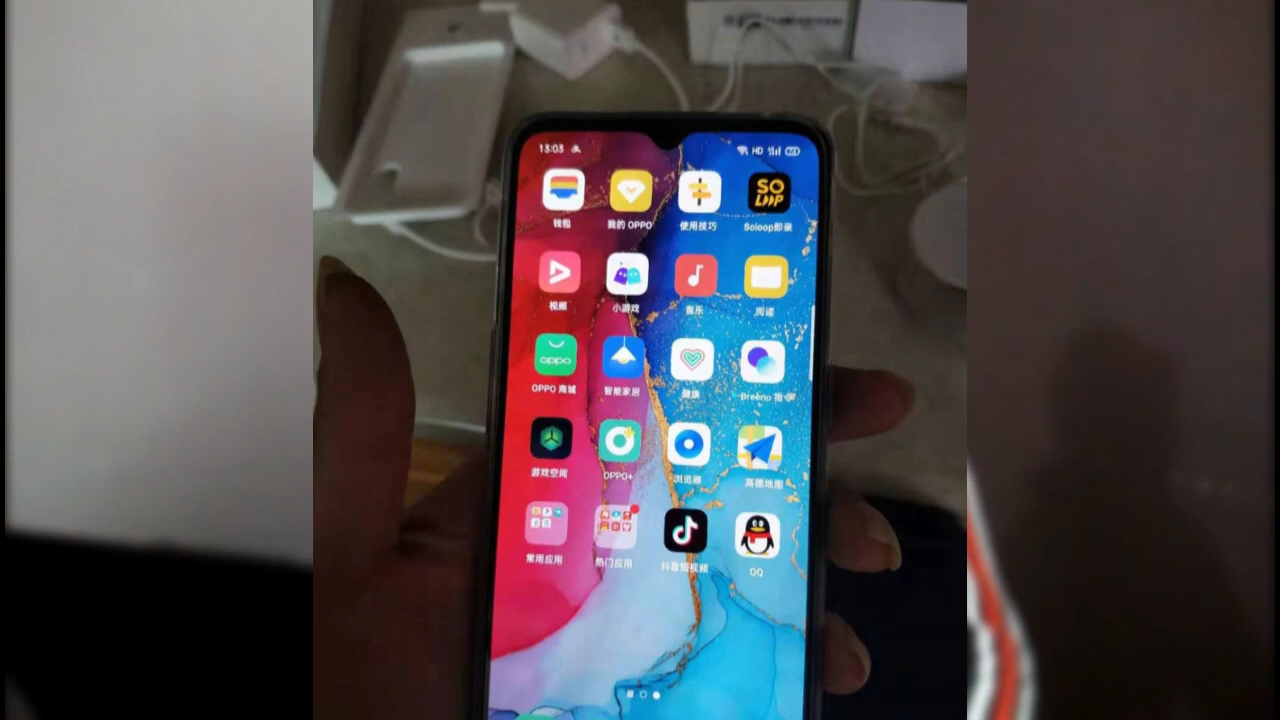 13:03
HD
钱包
我的 OPPO
使用技巧
SO
LOOP
Soloop即录
视频
小游戏
音乐
阅读
oppo
OPPO 商城
智能家居
健康
Breeno 指令
游戏空间
OPPO+
浏览器
高德地图
常用应用
热门应用
抖音短视频
QQ